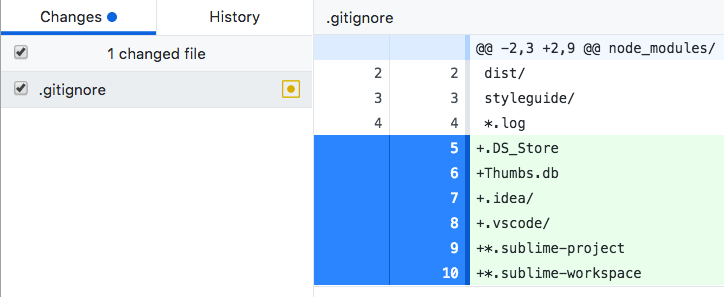 Changes
History
1 changed file
.gitignore
.gitignore
@@ -2,3 +2,9 @@ node_modules/
2 2 dist/
3 3 styleguide/
4 4 *.log
5 +.DS_Store
6 +Thumbs.db
7 +.idea/
8 +.vscode/
9 +*.sublime-project
10 +*.sublime-workspace